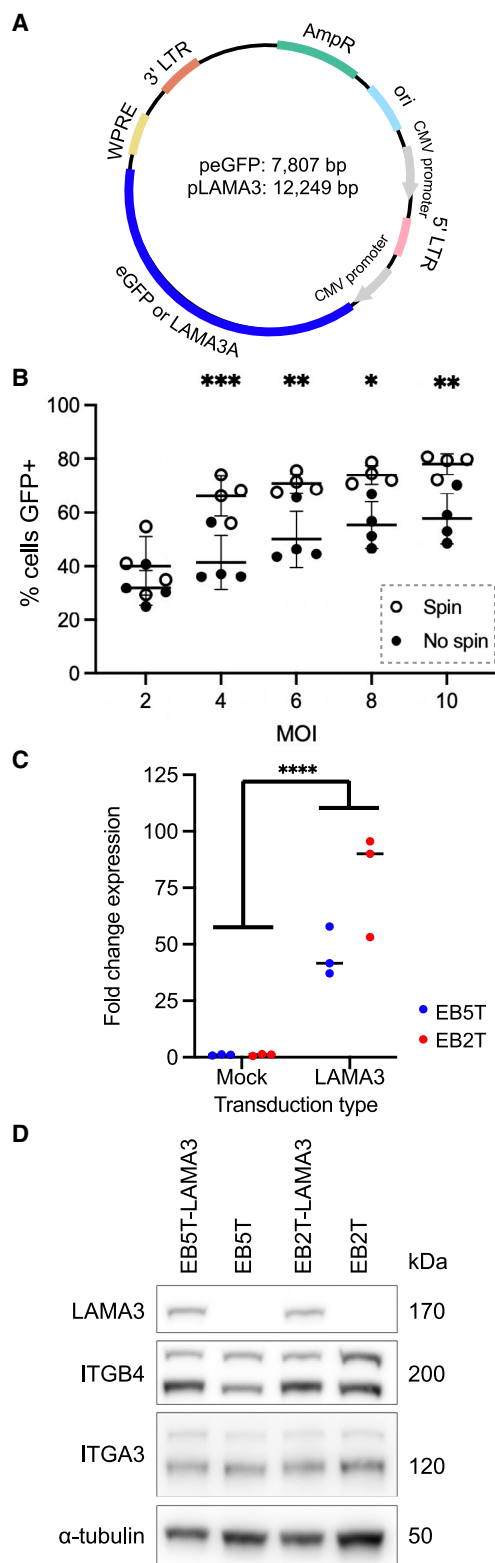 A
AmpR
ori
CMV promoter
5' LTR
CMV promoter
eGFP or LAMA3A
WPRE
3' LTR
peGFP: 7,807 bp
pLAMA3: 12,249 bp
B
*** ** * **
100
80
60
40
20
0
% cells GFP+
Spin
No spin
2 4 6 8 10
MOI
C
****
125
100
75
50
25
0
Fold change expression
EB5T
EB2T
Mock LAMA3
Transduction type
D
EB5T-LAMA3
EB5T
EB2T-LAMA3
EB2T
kDa
LAMA3 170
ITGB4 200
ITGA3 120
α-tubulin 50